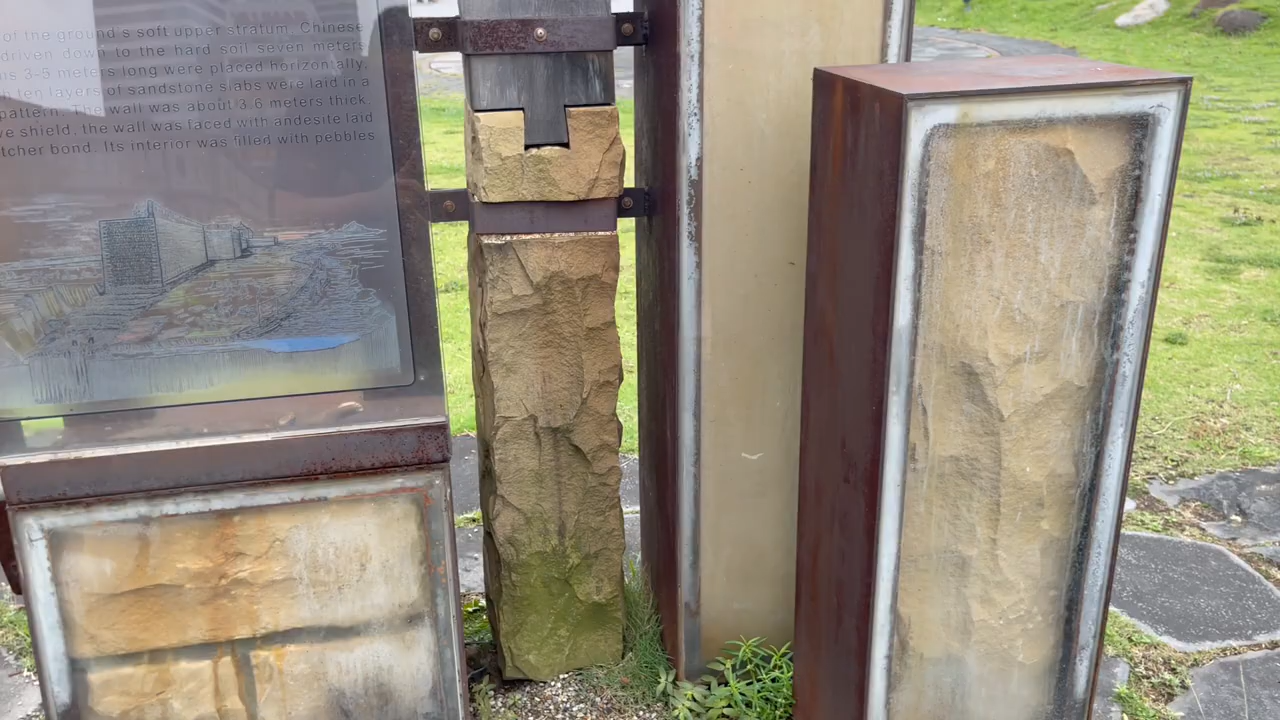 of the ground's soft upper stratum, Chinese
driven down to the hard soil seven meters
3-5 meters long were placed horizontally,
ten layers of sandstone slabs were laid in a
pattern. The wall was about 3.6 meters thick.
shield, the wall was faced with andesite laid
bond. Its interior was filled with pebbles